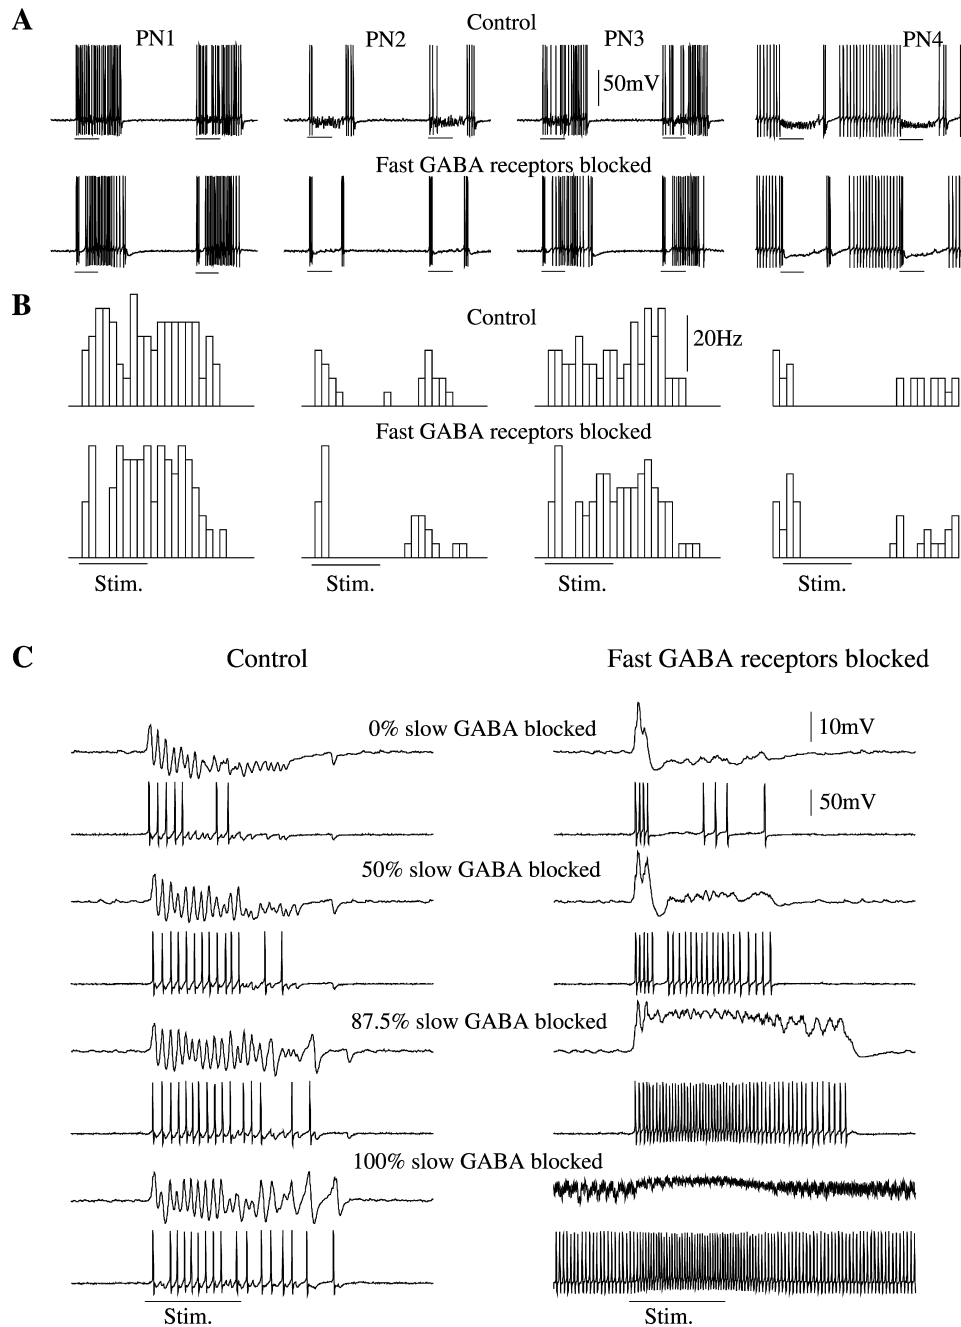 A
Control
PN1
PN2
PN3
PN4
50mV
Fast GABA receptors blocked
B
Control
20Hz
Fast GABA receptors blocked
Stim.
Stim.
Stim.
Stim.
C
Control
Fast GABA receptors blocked
0% slow GABA blocked
10mV
50mV
50% slow GABA blocked
87.5% slow GABA blocked
100% slow GABA blocked
Stim.
Stim.